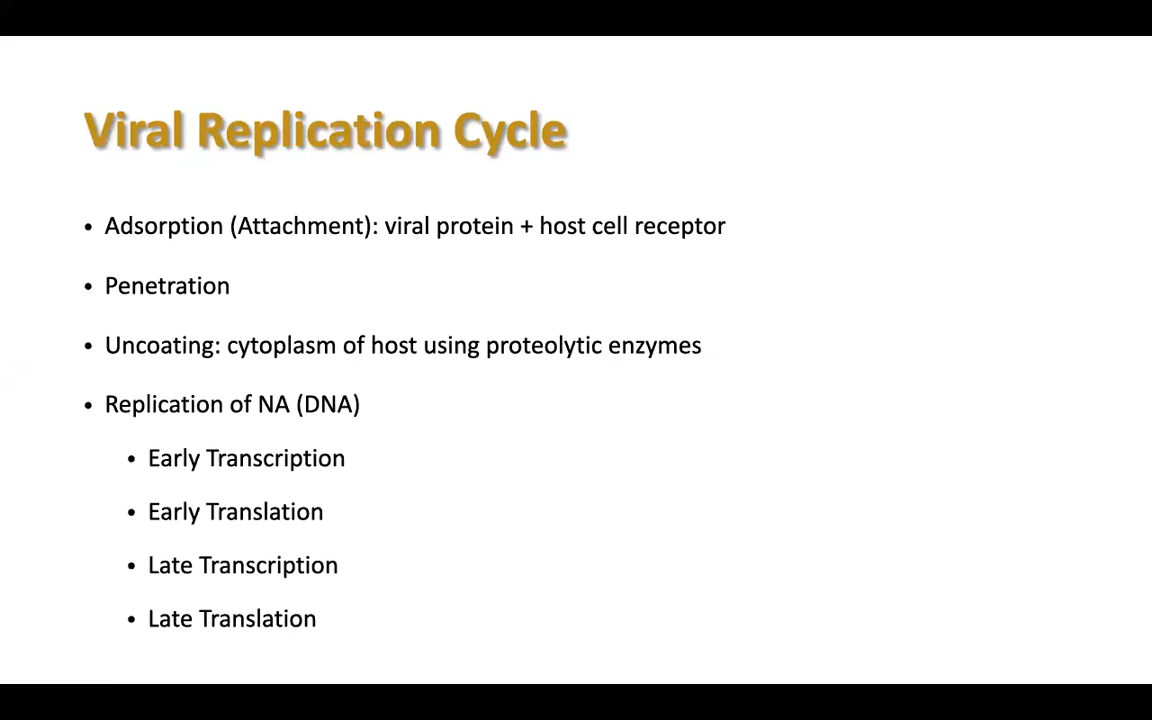 Viral Replication Cycle
• Adsorption (Attachment): viral protein + host cell receptor
• Penetration
• Uncoating: cytoplasm of host using proteolytic enzymes
• Replication of NA (DNA)
• Early Transcription
• Early Translation
• Late Transcription
• Late Translation